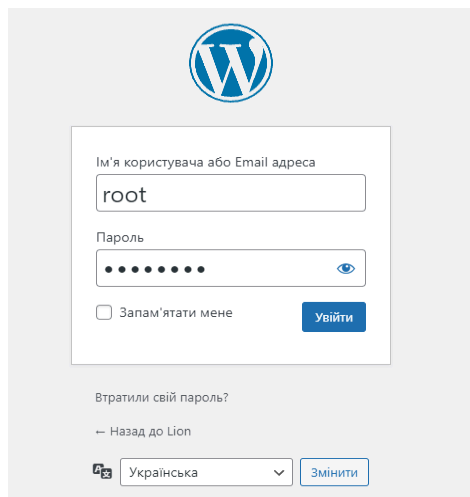 Ім'я користувача або Email адреса
root
Пароль
••••••••
Запам'ятати мене
Увійти
Втратили свій пароль?
← Назад до Lion
Українська
Змінити